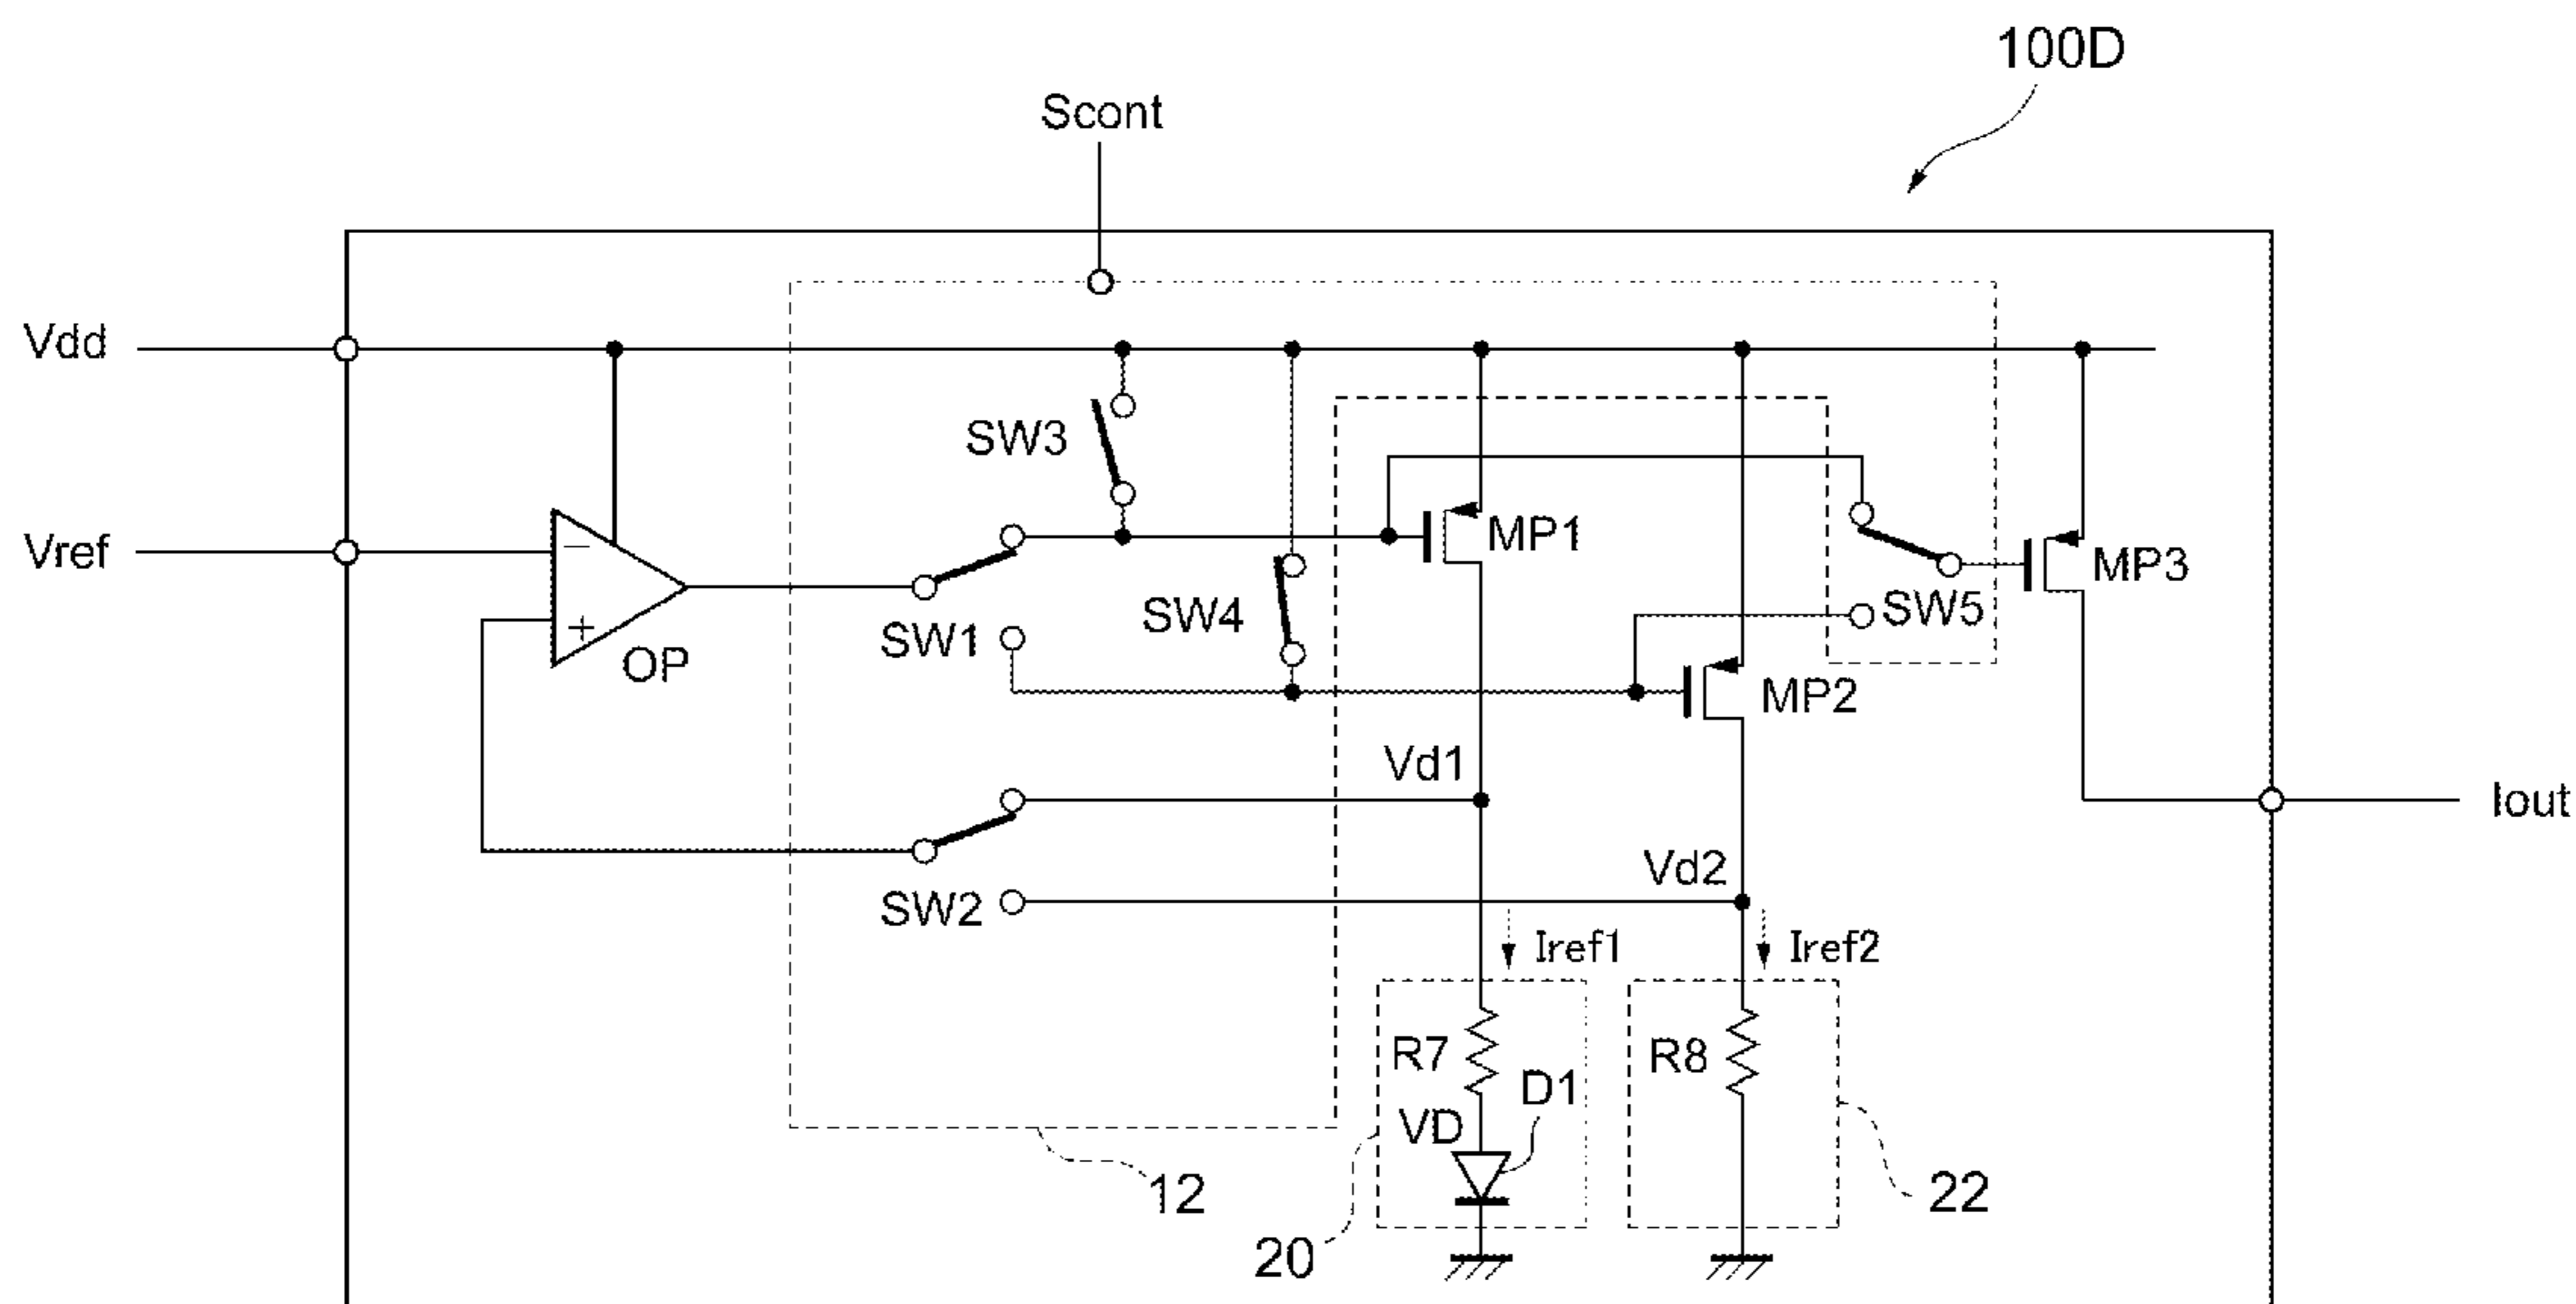 100D
Scont
Vdd
SW3
MP1
Vref
−
MP3
SW4
SW5
+
OP
SW1
MP2
Vd1
Iout
Vd2
SW2
Iref1
Iref2
R7
R8
D1
VD
12
22
20